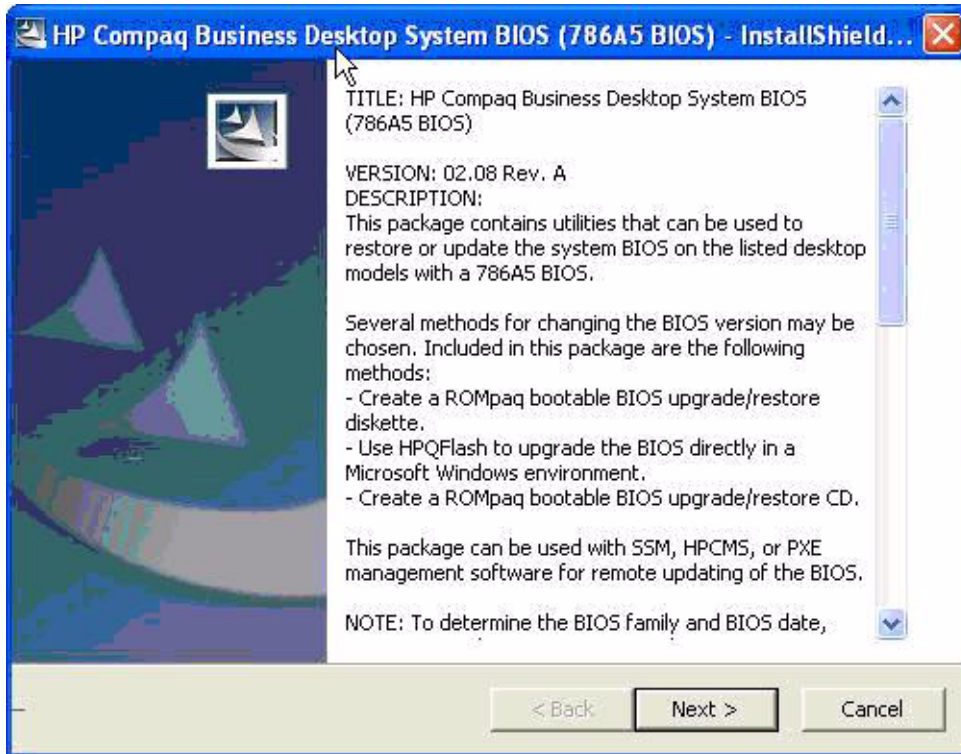 HP Compaq Business Desktop System BIOS (786A5 BIOS) - InstallShield...
TITLE: HP Compaq Business Desktop System BIOS
(786A5 BIOS)
VERSION: 02.08 Rev. A
DESCRIPTION:
This package contains utilities that can be used to
restore or update the system BIOS on the listed desktop
models with a 786A5 BIOS.
Several methods for changing the BIOS version may be
chosen. Included in this package are the following
methods:
- Create a ROMpaq bootable BIOS upgrade/restore
diskette.
- Use HPQFlash to upgrade the BIOS directly in a
Microsoft Windows environment.
- Create a ROMpaq bootable BIOS upgrade/restore CD.
This package can be used with SSM, HPCMS, or PXE
management software for remote updating of the BIOS.
NOTE: To determine the BIOS family and BIOS date,
< Back
Next >
Cancel